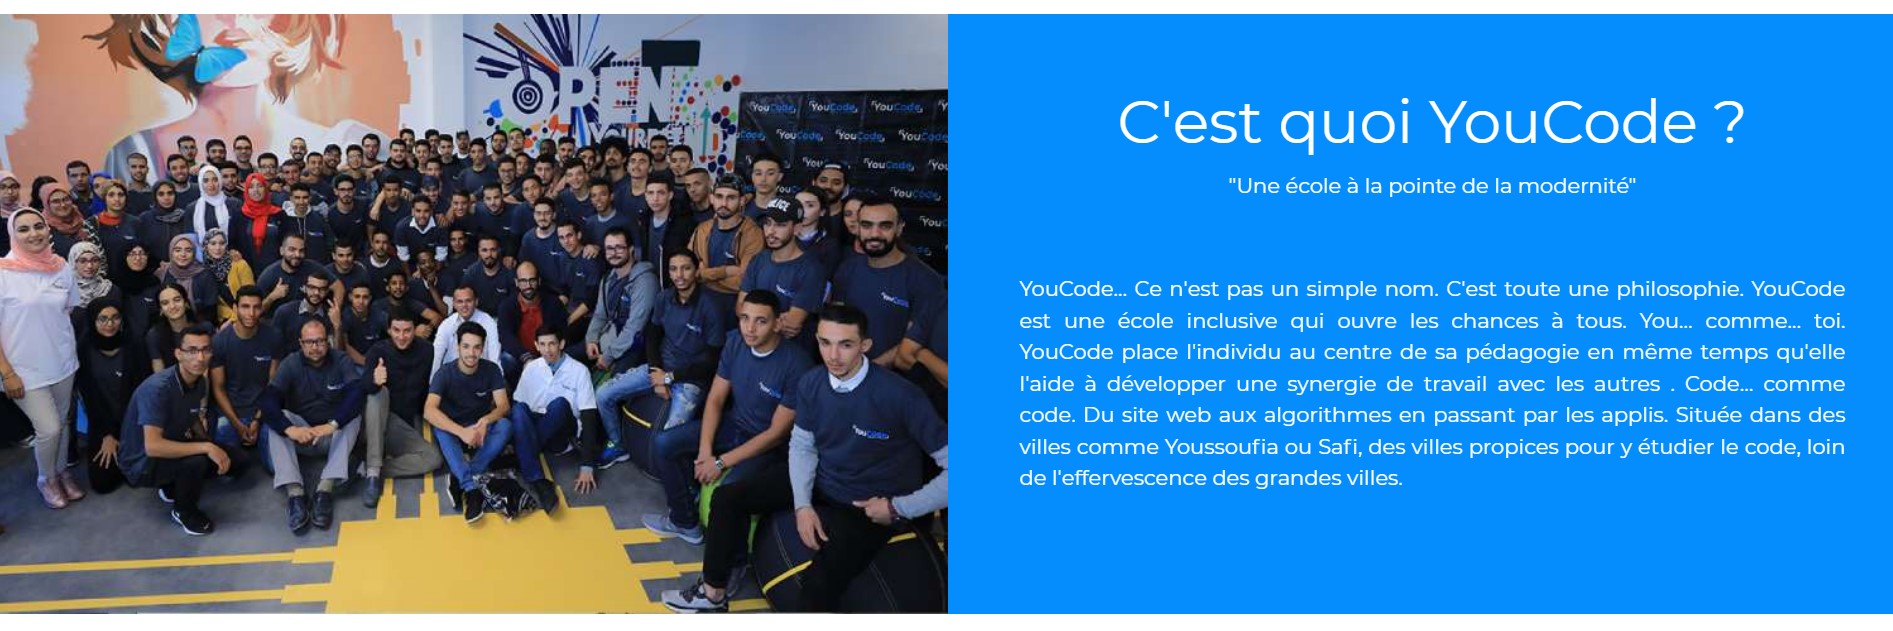 OPEN
YouCode
YouCode
YouCode
YouCode
YouCode
YouCode
YouCode
POLICE
YouCode
C'est quoi YouCode ?
"Une école à la pointe de la modernité"
YouCode... Ce n'est pas un simple nom. C'est toute une philosophie. YouCode
est une école inclusive qui ouvre les chances à tous. You... comme... toi.
YouCode place l'individu au centre de sa pédagogie en même temps qu'elle
l'aide à développer une synergie de travail avec les autres . Code... comme
code. Du site web aux algorithmes en passant par les applis. Située dans des
villes comme Youssoufia ou Safi, des villes propices pour y étudier le code, loin
de l'effervescence des grandes villes.